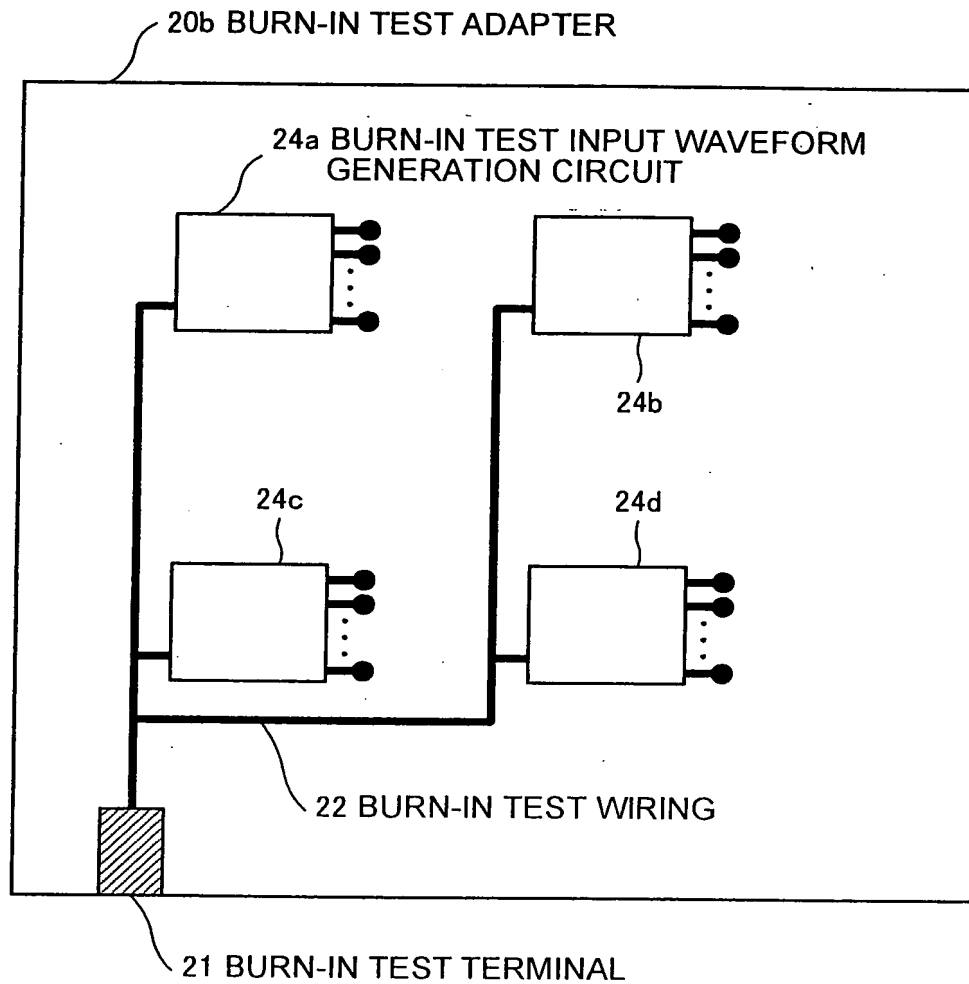 20b BURN-IN TEST ADAPTER
24a BURN-IN TEST INPUT WAVEFORM
GENERATION CIRCUIT
24b
24c
24d
22 BURN-IN TEST WIRING
21 BURN-IN TEST TERMINAL